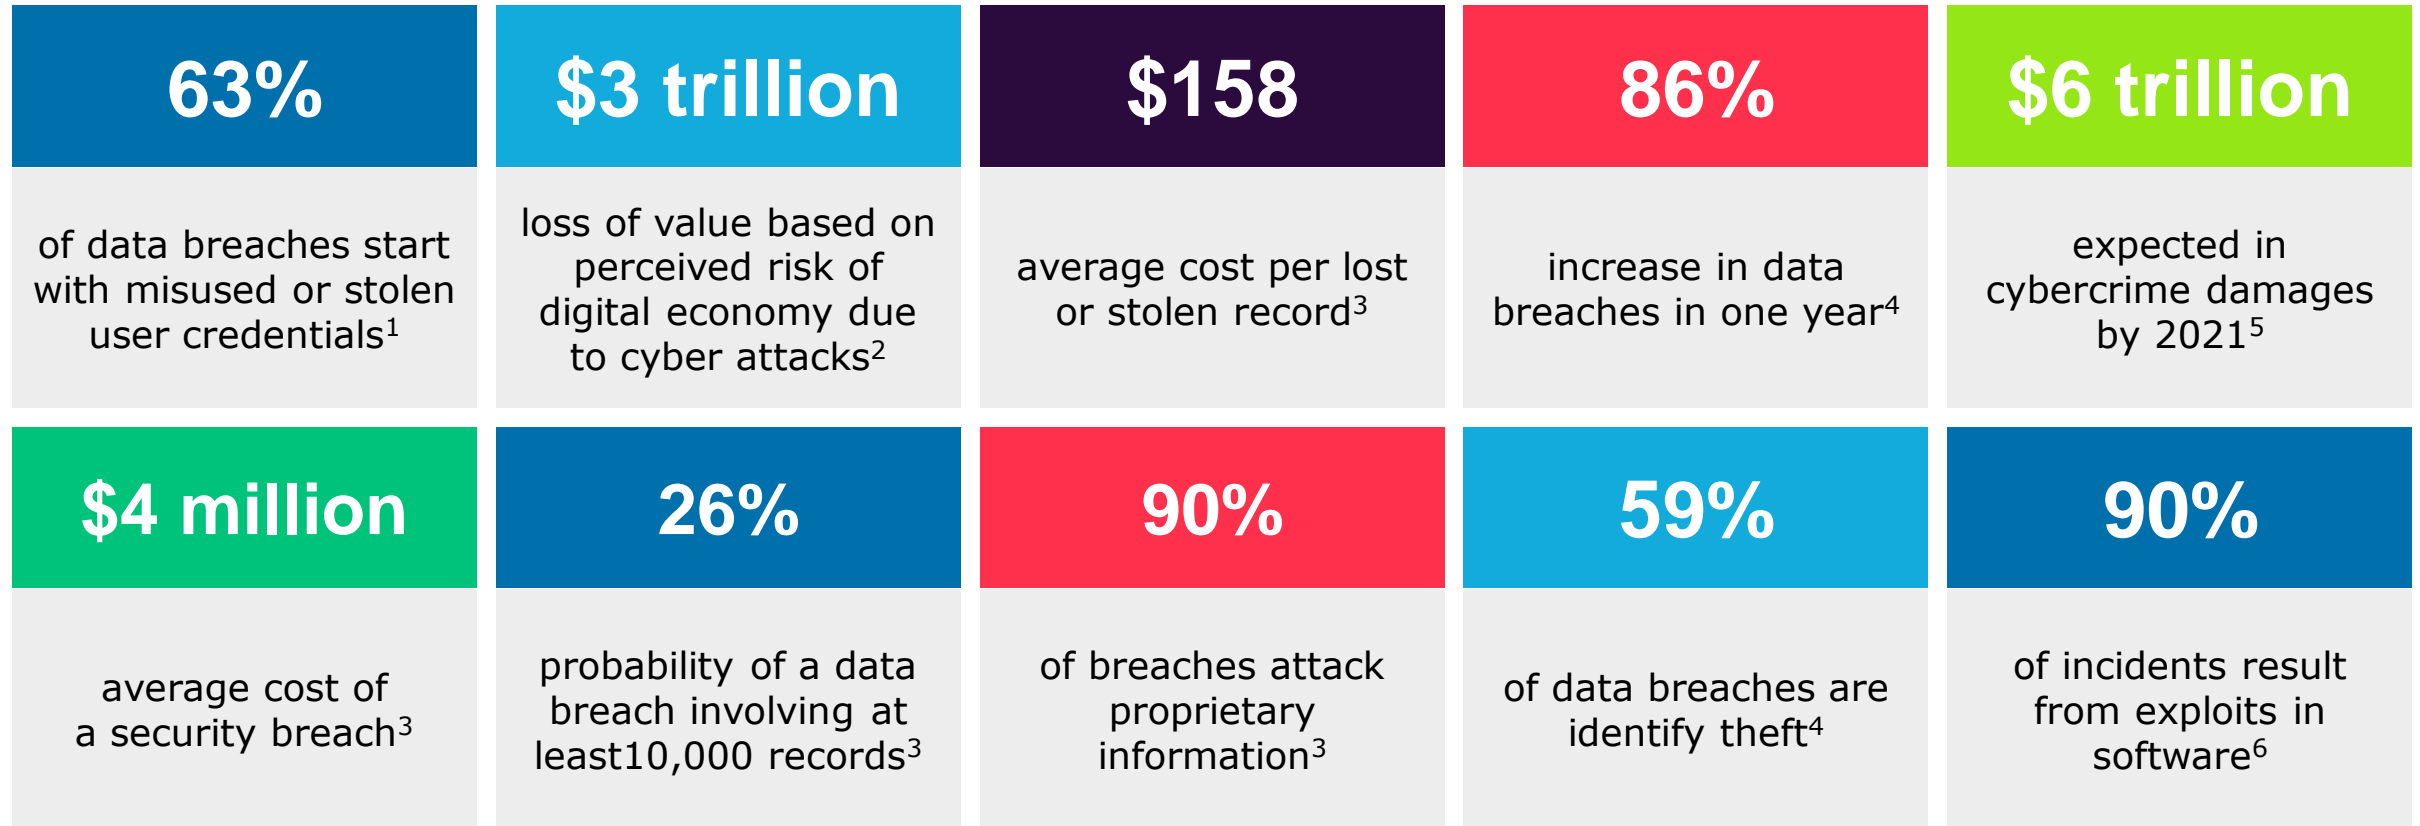 63%
of data breaches start
with misused or stolen
user credentials¹
$3 trillion
loss of value based on
perceived risk of
digital economy due
to cyber attacks²
$158
average cost per lost
or stolen record³
86%
increase in data
breaches in one year⁴
$6 trillion
expected in
cybercrime damages
by 2021⁵
$4 million
average cost of
a security breach³
26%
probability of a data
breach involving at
least10,000 records³
90%
of breaches attack
proprietary
information³
59%
of data breaches are
identify theft⁴
90%
of incidents result
from exploits in
software⁶